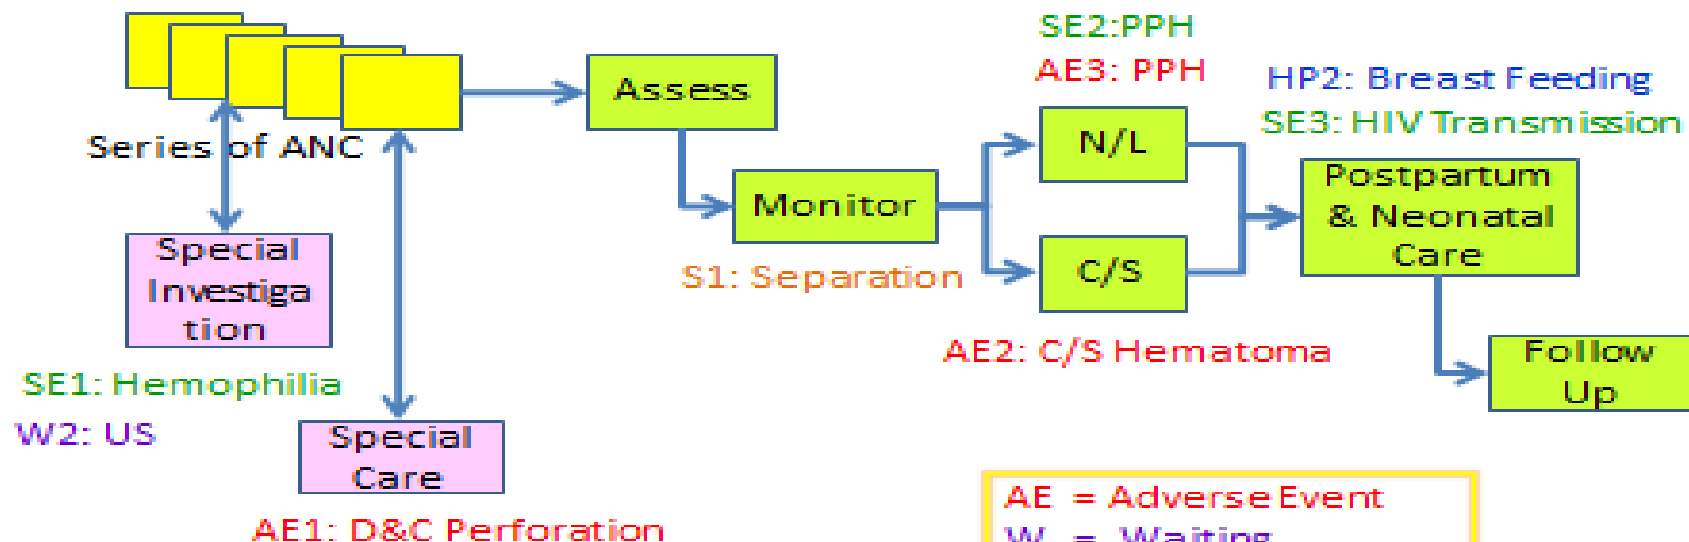 Series of ANC
Special
Investiga
tion
SE1: Hemophilia
W2: US
Special
Care
AE1: D&C Perforation
Assess
Monitor
S1: Separation
SE2:PPH
AE3: PPH
N/L
C/S
AE2: C/S Hematoma
HP2: Breast Feeding
SE3: HIV Transmission
Postpartum
& Neonatal
Care
Follow
Up
AE = Adverse Event
W = Waiting